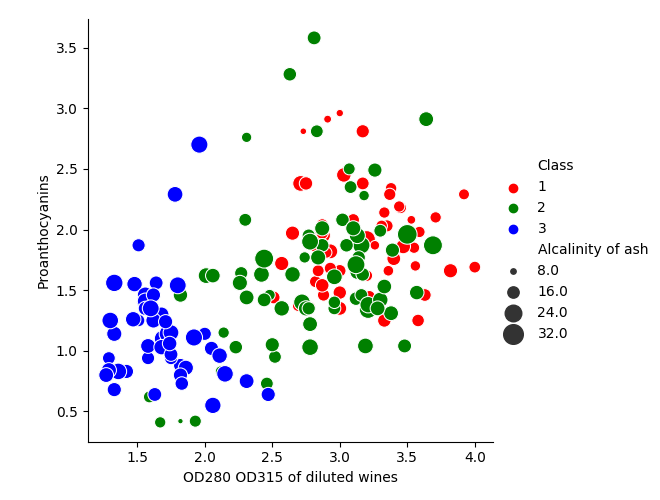 3.5
3.0
2.5
2.0
1.5
1.0
0.5
Proanthocyanins
1.5 2.0 2.5 3.0 3.5 4.0
OD280 OD315 of diluted wines
Class
1
2
3
Alcalinity of ash
8.0
16.0
24.0
32.0